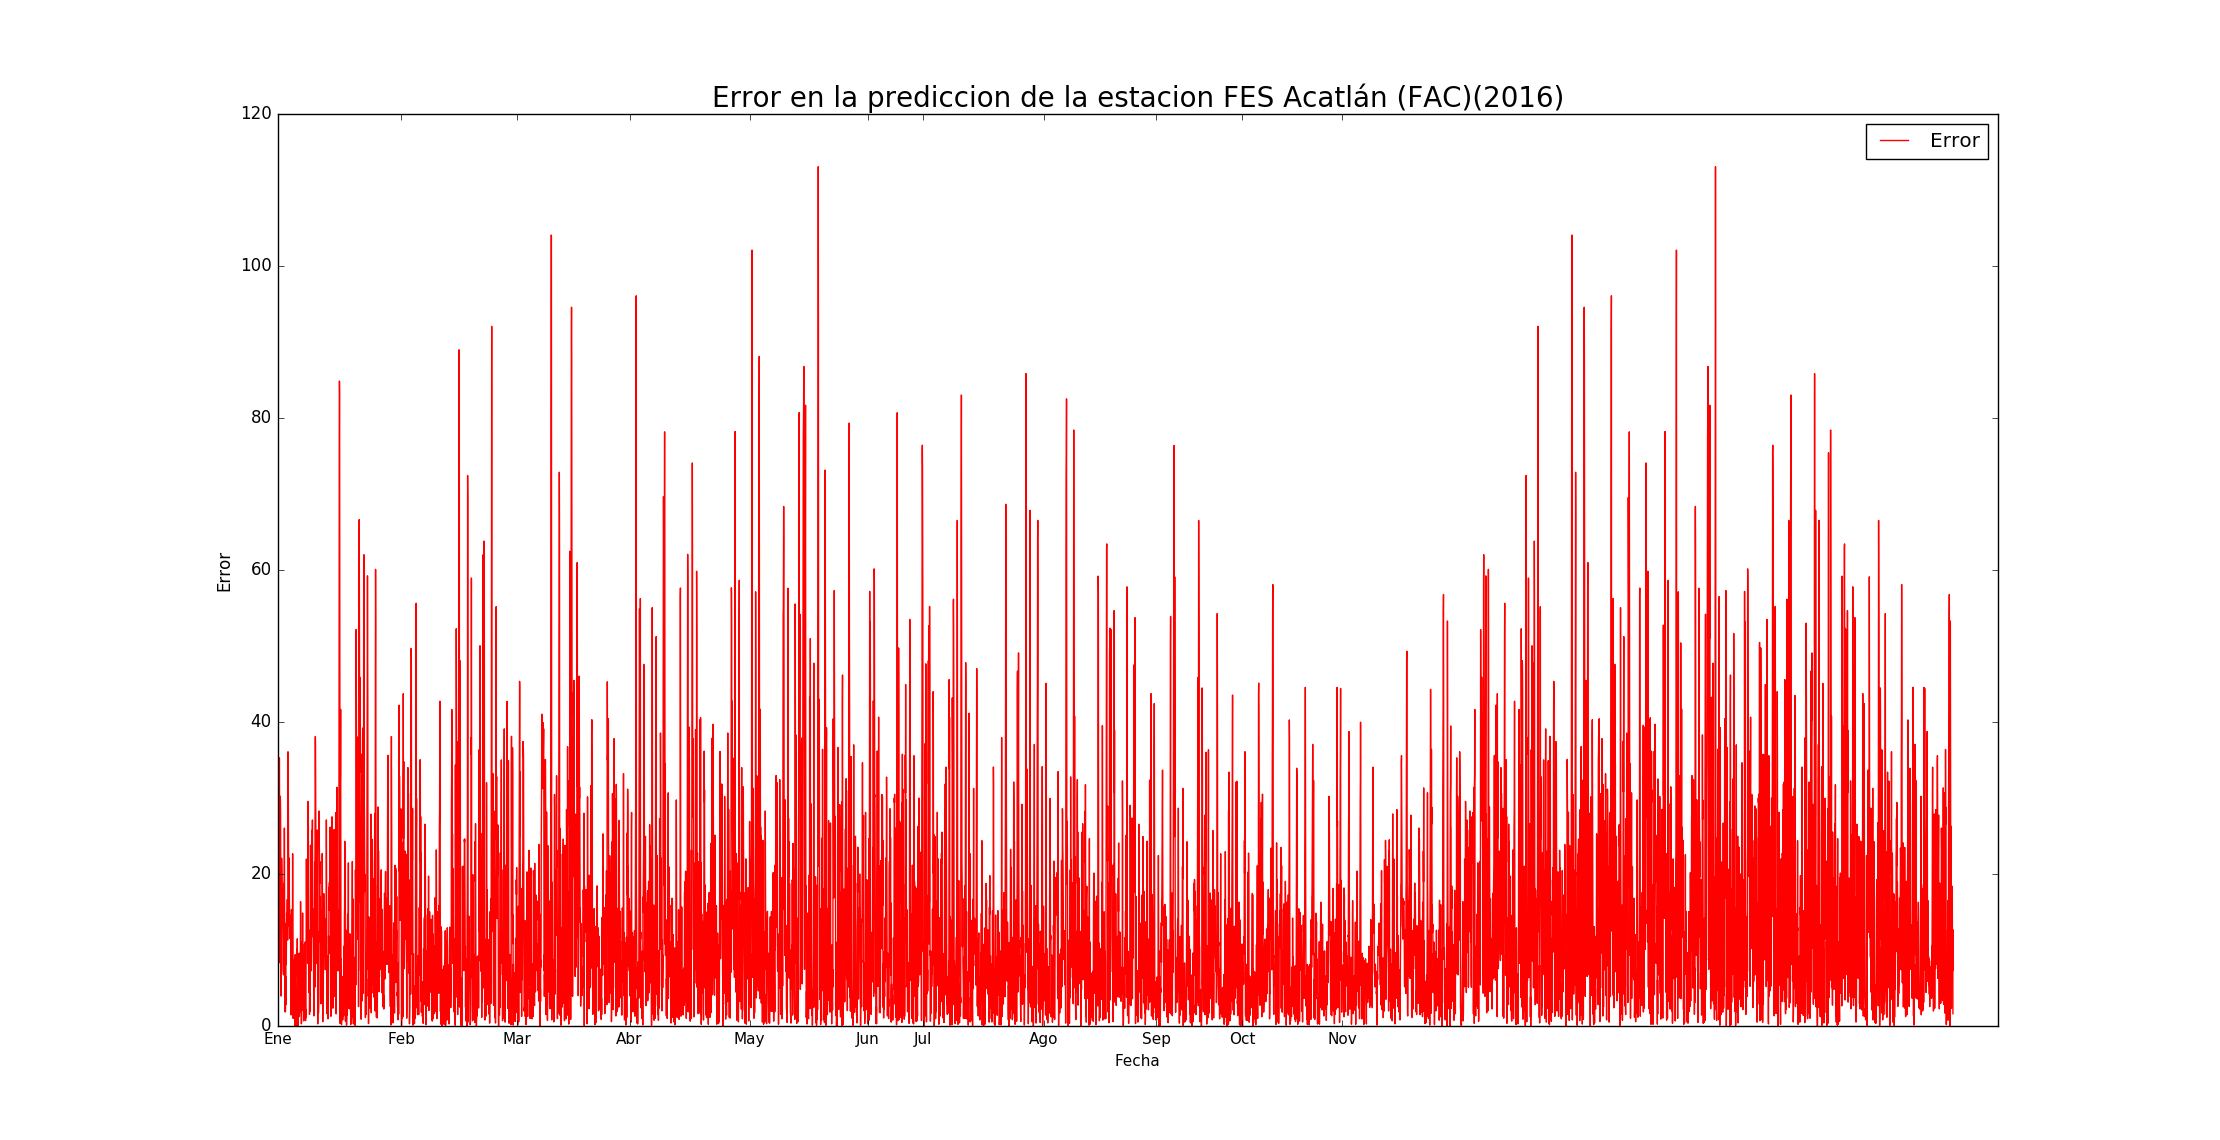 Error en la prediccion de la estacion FES Acatlán (FAC)(2016)
120
100
80
60
40
20
0
Error
Error
Ene Feb Mar Abr May Jun Jul Ago Sep Oct Nov
Fecha